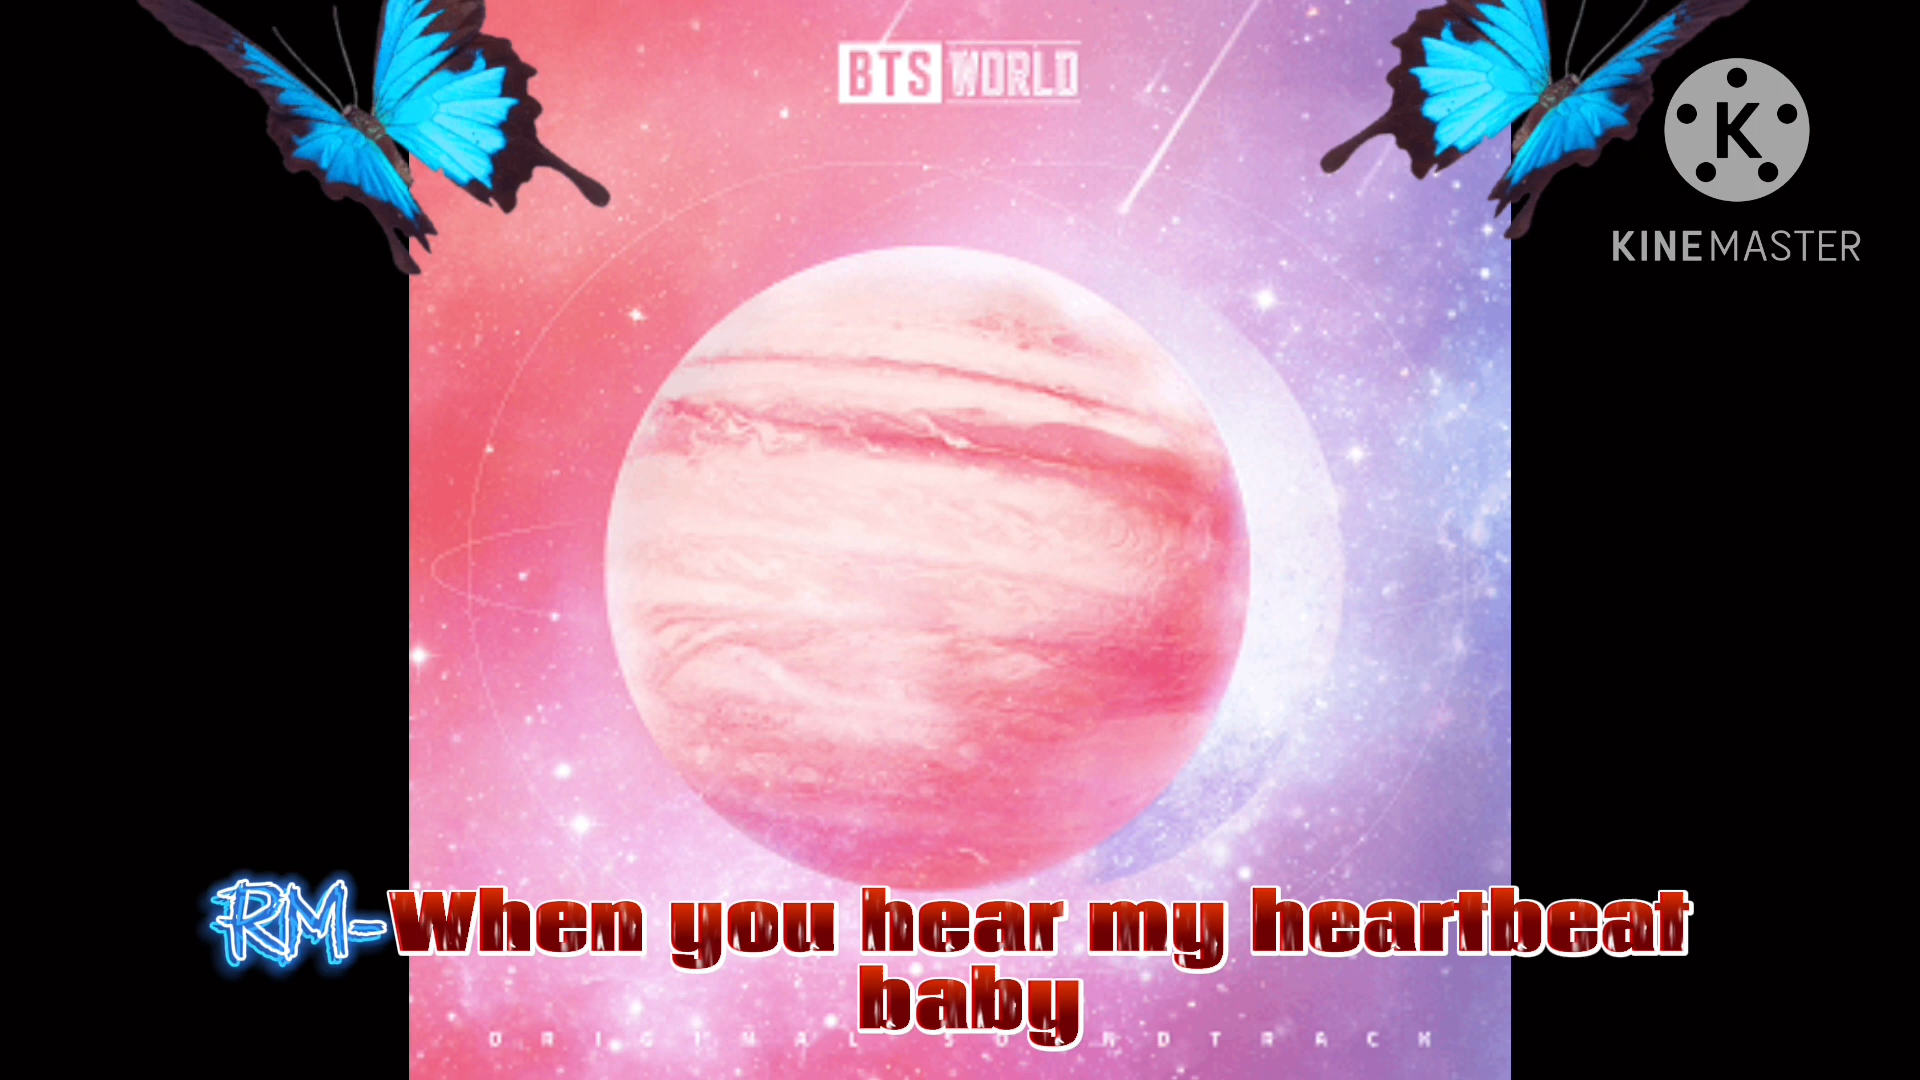 BTS WORLD
K
KINEMASTER
RM-When you hear my heartbeat
baby
ORIGINAL SOUNDTRACK